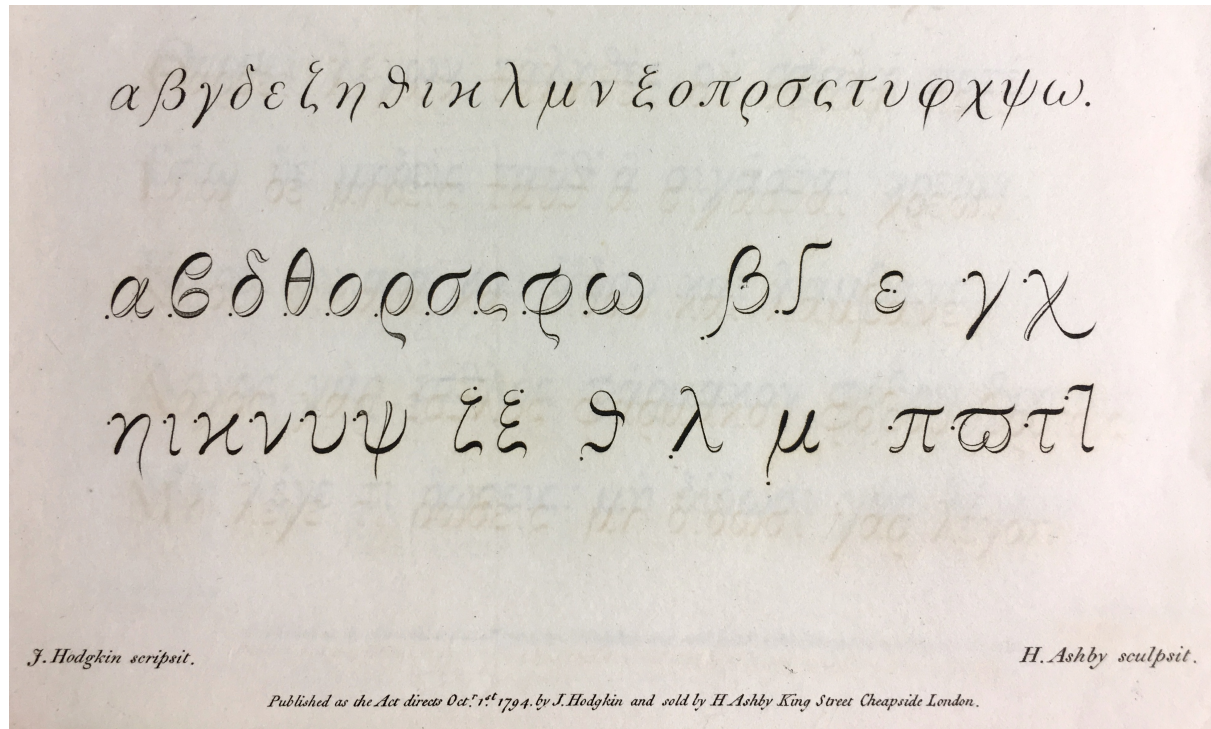 αβγδεζηϑικλμνξοπρσςτυφχψω.
αϐδθορσςφω βΓ ε γχ
ηικνυψ ζξ ϑ λ μ πϖτ⁊
J. Hodgkin scripsit.
H. Ashby sculpsit.
Published as the Act directs Oct.r 1.st 1794. by J. Hodgkin and sold by H Ashby King Street Cheapside London.